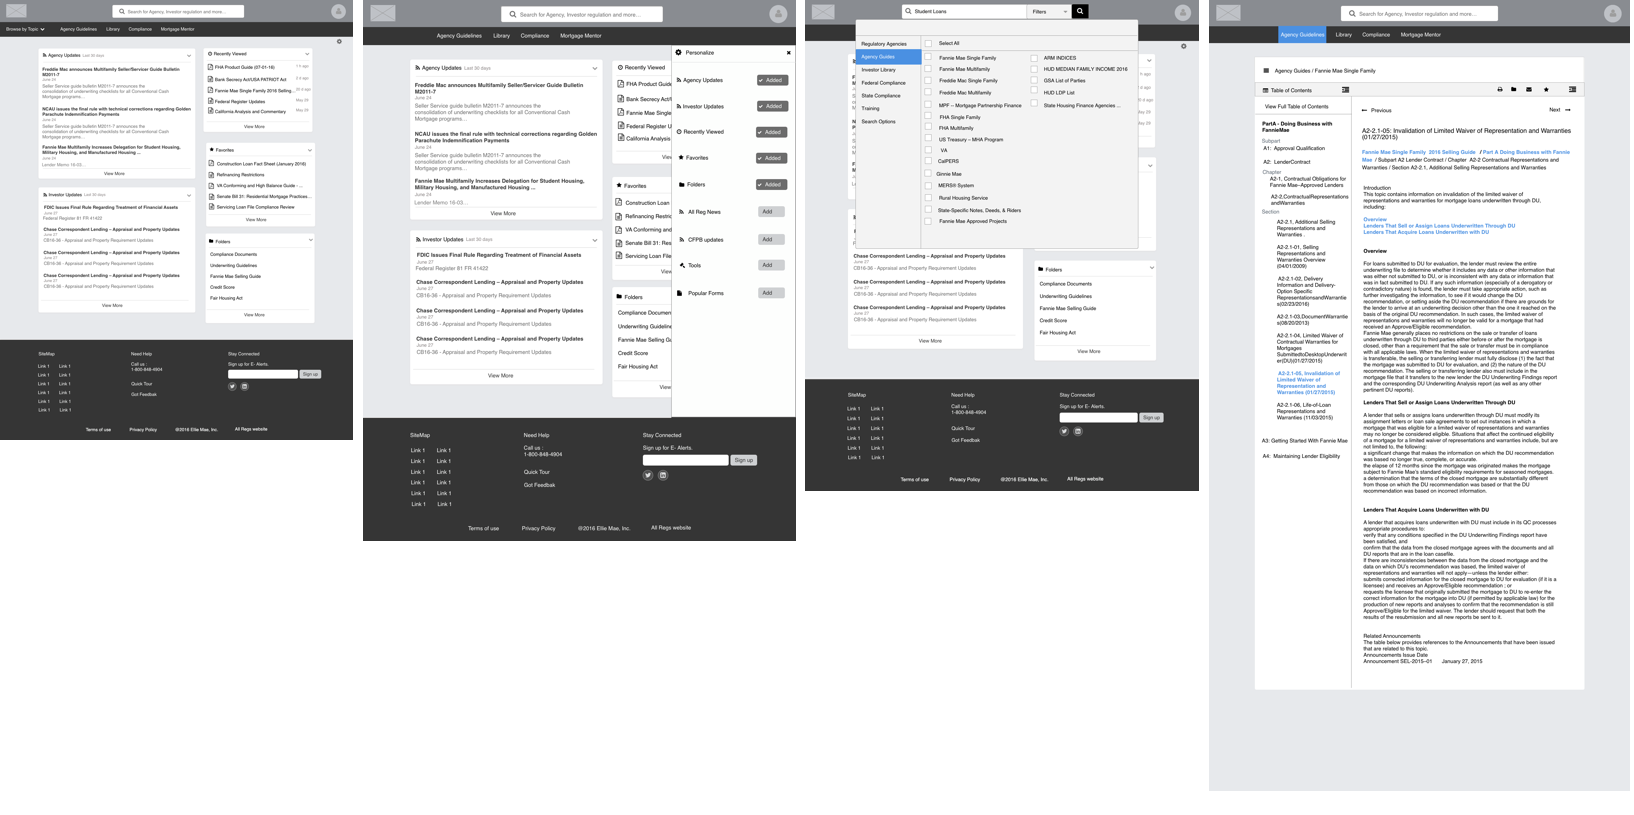 Search for Agency, Investor regulation and more...
Browse by Topic
Agency Guidelines
Library
Compliance
Mortgage Mentor
Agency Updates Last 30 days
Freddie Mac announces Multifamily Seller/Servicer Guide Bulletin
M2011-7
June 24
Seller Service guide bulletin M2011-7 announces the
consolidation of underwriting checklists for all Conventional Cash
Mortgage programs...
NCAU issues the final rule with technical corrections regarding Golden
Parachute Indemnification Payments
June 24
Seller Service guide bulletin M2011-7 announces the
consolidation of underwriting checklists for all Conventional Cash
Mortgage programs...
Fannie Mae Multifamily Increases Delegation for Student Housing,
Military Housing, and Manufactured Housing ...
June 24
Lender Memo 16-03...
View More
Investor Updates Last 30 days
FDIC Issues Final Rule Regarding Treatment of Financial Assets
June 27
Federal Register 81 FR 41422
Chase Correspondent Lending – Appraisal and Property Updates
June 27
CB16-36 - Appraisal and Property Requirement Updates
Chase Correspondent Lending – Appraisal and Property Updates
June 27
CB16-36 - Appraisal and Property Requirement Updates
Chase Correspondent Lending – Appraisal and Property Updates
June 27
CB16-36 - Appraisal and Property Requirement Updates
View More
Recently Viewed
FHA Product Guide (07-01-16)
Bank Secrecy Act/USA PATRIOT Act
Fannie Mae Single Family 2016 Selling...
Federal Register Updates May 29
California Analysis and Commentary May 29
View More
Favorites
Construction Loan Fact Sheet (January 2016)
Refinancing Restrictions
VA Conforming and High Balance Guide - ...
Senate Bill 31: Residential Mortgage Practices...
Servicing Loan File Compliance Review
View More
Folders
Compliance Documents
Underwriting Guidelines
Fannie Mae Selling Guide
Credit Score
Fair Housing Act
View More
SiteMap
Link 1 Link 1
Link 1 Link 1
Link 1 Link 1
Link 1 Link 1
Link 1 Link 1
Link 1 Link 1
Need Help
Call us :
1-800-848-4904
Quick Tour
Got Feedbak
Stay Connected
Sign up for E- Alerts.
Sign up
Terms of use
Privacy Policy
@2016 Ellie Mae, Inc.
All Regs website
Search for Agency, Investor regulation and more...
Agency Guidelines
Library
Compliance
Mortgage Mentor
Agency Updates Last 30 days
Freddie Mac announces Multifamily Seller/Servicer Guide Bulletin
M2011-7
June 24
Seller Service guide bulletin M2011-7 announces the
consolidation of underwriting checklists for all Conventional Cash
Mortgage programs...
NCAU issues the final rule with technical corrections regarding Golden
Parachute Indemnification Payments
June 24
Seller Service guide bulletin M2011-7 announces the
consolidation of underwriting checklists for all Conventional Cash
Mortgage programs...
Fannie Mae Multifamily Increases Delegation for Student Housing,
Military Housing, and Manufactured Housing ...
June 24
Lender Memo 16-03...
View More
Investor Updates Last 30 days
FDIC Issues Final Rule Regarding Treatment of Financial Assets
June 27
Federal Register 81 FR 41422
Chase Correspondent Lending – Appraisal and Property Updates
June 27
CB16-36 - Appraisal and Property Requirement Updates
Chase Correspondent Lending – Appraisal and Property Updates
June 27
CB16-36 - Appraisal and Property Requirement Updates
Chase Correspondent Lending – Appraisal and Property Updates
June 27
CB16-36 - Appraisal and Property Requirement Updates
View More
Recently Viewed
FHA Product Guid
Bank Secrecy Act/
Fannie Mae Single
Federal Register U
California Analysis
Favorites
Construction Loan
Refinancing Restric
VA Conforming and
Senate Bill 31: Res
Servicing Loan File
Folders
Compliance Docum
Underwriting Guideline
Fannie Mae Selling G
Credit Score
Fair Housing Act
Personalize
Agency Updates Added
Investor Updates Added
Recently Viewed Added
Favorites Added
Folders Added
All Reg News Add
CFPB updates Add
Tools Add
Popular Forms Add
SiteMap
Link 1 Link 1
Link 1 Link 1
Link 1 Link 1
Link 1 Link 1
Link 1 Link 1
Link 1 Link 1
Need Help
Call us :
1-800-848-4904
Quick Tour
Got Feedbak
Stay Connected
Sign up for E- Alerts.
Sign up
Terms of use
Privacy Policy
@2016 Ellie Mae, Inc.
All Regs website
Student Loans
Filters
Regulatory Agencies
Agency Guides
Investor Library
Federal Compliance
State Compliance
Training
Search Options
Select All
Fannie Mae Single Family
Fannie Mae Multifamily
Freddie Mac Single Family
Freddie Mac Multifamily
MPF – Mortgage Partnership Finance
FHA Single Family
FHA Multifamily
US Treasury – MHA Program
VA
CalPERS
Ginnie Mae
MERS® System
Rural Housing Service
State-Specific Notes, Deeds, & Riders
Fannie Mae Approved Projects
ARM INDICES
HUD MEDIAN FAMILY INCOME 2016
GSA List of Parties
HUD LDP List
State Housing Finance Agencies ...
Chase Correspondent Lending – Appraisal and Property Updates
June 27
CB16-36 - Appraisal and Property Requirement Updates
Chase Correspondent Lending – Appraisal and Property Updates
June 27
CB16-36 - Appraisal and Property Requirement Updates
Chase Correspondent Lending – Appraisal and Property Updates
June 27
CB16-36 - Appraisal and Property Requirement Updates
View More
Folders
Compliance Documents
Underwriting Guidelines
Fannie Mae Selling Guide
Credit Score
Fair Housing Act
View More
SiteMap
Link 1 Link 1
Link 1 Link 1
Link 1 Link 1
Link 1 Link 1
Link 1 Link 1
Link 1 Link 1
Need Help
Call us :
1-800-848-4904
Quick Tour
Got Feedbak
Stay Connected
Sign up for E- Alerts.
Sign up
Terms of use
Privacy Policy
@2016 Ellie Mae, Inc.
All Regs website
Search for Agency, Investor regulation and more...
Agency Guidelines
Library
Compliance
Mortgage Mentor
Agency Guides / Fannie Mae Single Family
Table of Contents
View Full Table of Contents
PartA - Doing Business with
FannieMae
Subpart
A1: Approval Qualification
A2: LenderContract
Chapter
A2-1, Contractual Obligations for
Fannie Mae–Approved Lenders
A2-2.ContractualRepresentations
andWarranties
Section
A2-2.1, Additional Selling
Representations and
Warranties .
A2-2.1-01, Selling
Representations and
Warranties Overview
(04/01/2009)
A2-2.1-02, Delivery
Information and Delivery-
Option Specific
RepresentationsandWarrantie
s(02/23/2016)
A2-2.1-03,DocumentWarrantie
s(08/20/2013)
A2-2.1-04, Limited Waiver of
Contractual Warranties for
Mortgages
SubmittedtoDesktopUnderwrit
er(DU)(01/27/2015)
A2-2.1-05, Invalidation of
Limited Waiver of
Representation and
Warranties (01/27/2015)
A2-2.1-06, Life-of-Loan
Representations and
Warranties (11/03/2015)
A3: Getting Started With Fannie Mae
A4: Maintaining Lender Eligibility
Previous
Next
A2-2.1-05: Invalidation of Limited Waiver of Representation and Warranties
(01/27/2015)
Fannie Mae Single Family 2016 Selling Guide / Part A Doing Business with Fannie
Mae / Subpart A2 Lender Contract / Chapter A2-2 Contractual Representations and
Warranties / Section A2-2.1, Additional Selling Representations and Warranties
Introduction
This topic contains information on invalidation of the limited waiver of
representations and warranties for mortgage loans underwritten through DU,
including:
Overview
Lenders That Sell or Assign Loans Underwritten Through DU
Lenders That Acquire Loans Underwritten with DU
Overview
For loans submitted to DU for evaluation, the lender must review the entire
underwriting file to determine whether it includes any data or other information that
was not submitted to DU, or is inconsistent with any data or information that
was in fact submitted to DU. If any such information (especially of a derogatory or
contradictory nature) is found, the lender must take appropriate action, such as
further investigating the information, to see if it would change the DU
recommendation, or setting aside the DU recommendation if there are grounds for
the lender to arrive at an underwriting decision other than the one it reached on the
basis of the original DU recommendation. In such cases, the limited waiver of
representations and warranties will no longer be valid for a mortgage that had
received an Approve/Eligible recommendation.
Fannie Mae generally places no restrictions on the sale or transfer of loans
underwritten through DU to third parties either before or after the mortgage is
closed, other than a requirement that the sale or transfer must be in compliance
with all applicable laws. When the limited waiver of representations and warranties
is transferable, the selling or transferring lender must fully disclose (1) the fact that
the mortgage was submitted to DU for evaluation, and (2) the nature of the DU
recommendation. The selling or transferring lender also must include in the
mortgage file that it transfers to the new lender the DU Underwriting Findings report
and the corresponding DU Underwriting Analysis report (as well as any other
pertinent DU reports).
Lenders That Sell or Assign Loans Underwritten Through DU
A lender that sells or assigns loans underwritten through DU must modify its
assignment letters or loan sale agreements to set out instances in which a
mortgage that was eligible for a limited waiver of representations and warranties
may no longer be considered eligible. Situations that affect the continued eligibility
of a mortgage for a limited waiver of representations and warranties include, but are
not limited to, the following:
a significant change that makes the information on which the DU recommendation
was based no longer true, complete, or accurate.
the elapse of 12 months since the mortgage was originated makes the mortgage
subject to Fannie Mae's standard eligibility requirements for seasoned mortgages.
a determination that the terms of the closed mortgage are substantially different
from those on which the DU recommendation was based or that the DU
recommendation was based on incorrect information.
Lenders That Acquire Loans Underwritten with DU
A lender that acquires loans underwritten with DU must include in its QC processes
appropriate procedures to:
verify that any conditions specified in the DU Underwriting Findings report have
been satisfied, and
confirm that the data from the closed mortgage agrees with the documents and all
DU reports that are in the loan casefile.
If there are inconsistencies between the data from the closed mortgage and the
data on which DU's recommendation was based, the limited waiver of
representations and warranties will not apply—unless the lender either:
submits corrected information for the closed mortgage to DU for evaluation (if it is a
licensee) and receives an Approve/Eligible recommendation ; or
requests the licensee that originally submitted the mortgage to DU to re-enter the
correct information for the mortgage into DU (if permitted by applicable law) for the
production of new reports and analyses to confirm that the recommendation is still
Approve/Eligible for the limited waiver. The lender should request that both the
results of the resubmission and all new reports be sent to it.
Related Announcements
The table below provides references to the Announcements that have been issued
that are related to this topic.
Announcements Issue Date
Announcement SEL-2015–01 January 27, 2015